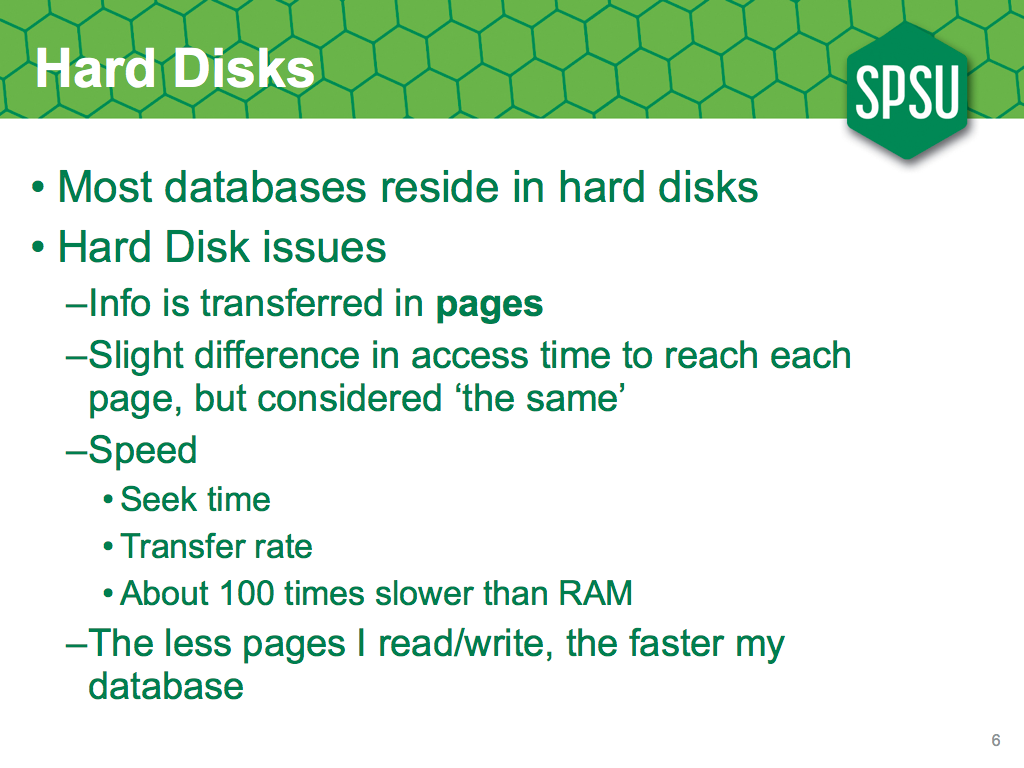 Hard Disks
SPSU
• Most databases reside in hard disks
• Hard Disk issues
–Info is transferred in pages
–Slight difference in access time to reach each
page, but considered ‘the same’
–Speed
• Seek time
• Transfer rate
• About 100 times slower than RAM
–The less pages I read/write, the faster my
database
6